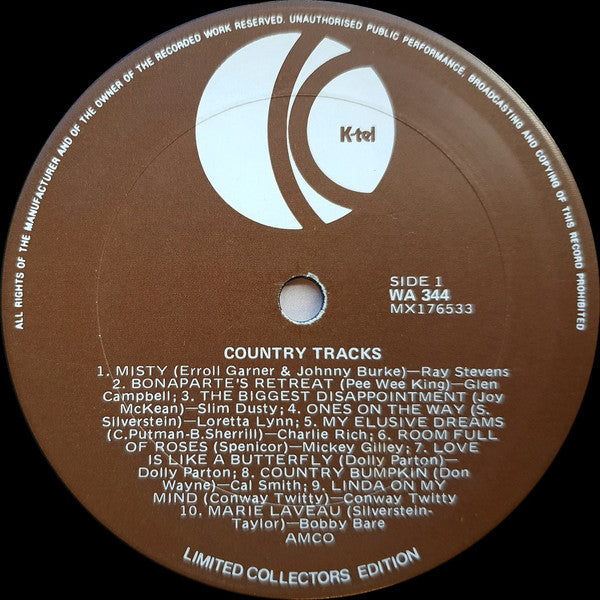 ALL RIGHTS OF THE MANUFACTURER AND OF THE OWNER OF THE RECORDED WORK RESERVED. UNAUTHORISED PUBLIC PERFORMANCE, BROADCASTING AND COPYING OF THIS RECORD PROHIBITED
K-tel
SIDE 1
WA 344
MX176533
COUNTRY TRACKS
1. MISTY (Erroll Garner & Johnny Burke)—Ray Stevens
2. BONAPARTE'S RETREAT (Pee Wee King)—Glen
Campbell; 3. THE BIGGEST DISAPPOINTMENT (Joy
McKean)—Slim Dusty; 4. ONES ON THE WAY (S.
Silverstein)—Loretta Lynn; 5. MY ELUSIVE DREAMS
(C.Putman-B.Sherrill)—Charlie Rich; 6. ROOM FULL
OF ROSES (Spenlcor)—Mickey Gilley; 7. LOVE
IS LIKE A BUTTERFLY (Dolly Parton)—
Dolly Parton; 8. COUNTRY BUMPKIN (Don
Wayne)—Cal Smith; 9. LINDA ON MY
MIND (Conway Twitty)—Conway Twitty
10. MARIE LAVEAU (Silverstein-
Taylor)—Bobby Bare
AMCO
LIMITED COLLECTORS EDITION